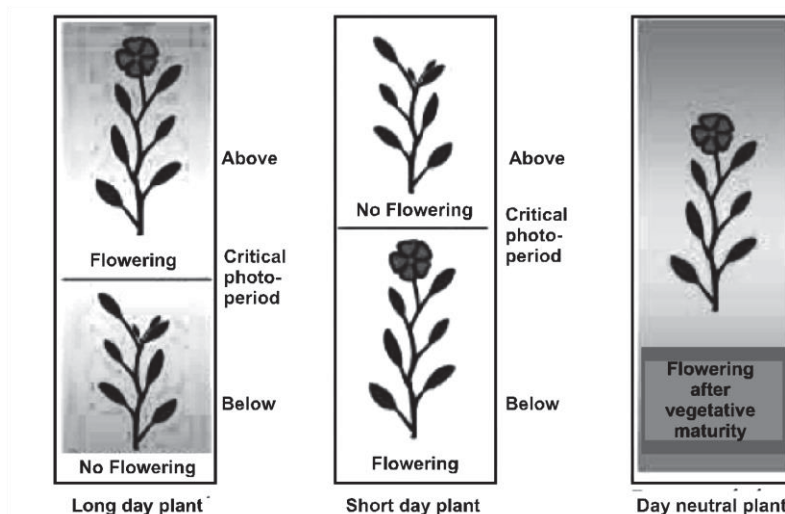 Above
Flowering
Critical
photo-
period
Below
No Flowering
Long day plant
Above
No Flowering
Critical
photo-
period
Below
Flowering
Short day plant
Flowering
after
vegetative
maturity
Day neutral plant